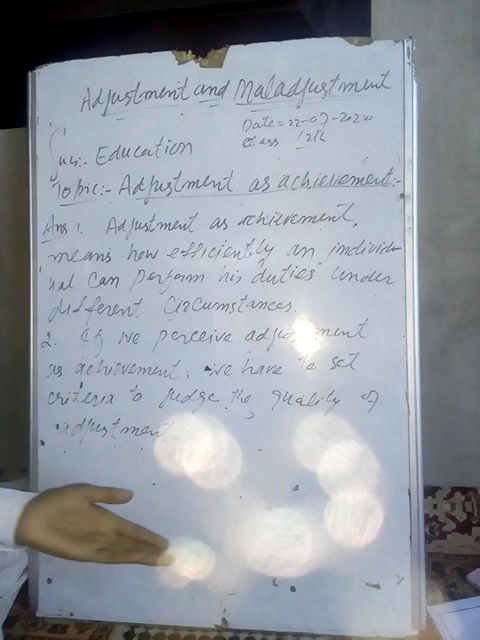 Adjustment and Maladjustment
Date = 22-07-2020
Class 12th
Sub:- Education
Topic:- Adjustment as achievement:-
Ans 1. Adjustment as achievement,
means how efficiently an individ-
ual can perform his duties under
different circumstances.
2. If we perceive adjustment
as achievement, we have to set
criteria to judge the quality of
adjustment